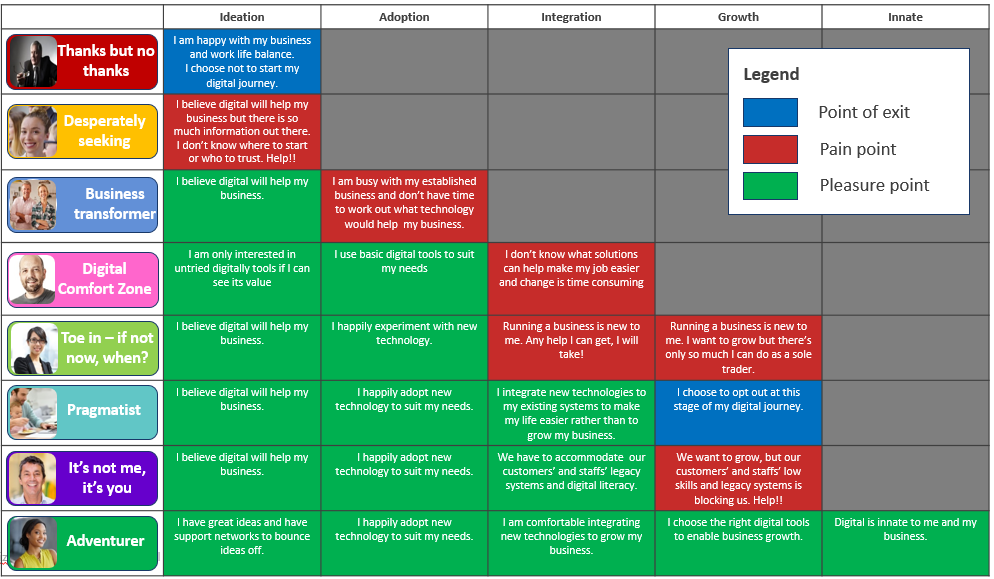 Ideation
Adoption
Integration
Growth
Innate
Thanks but no
thanks
I am happy with my business
and work life balance.
I choose not to start my
digital journey.
Legend
Point of exit
Pain point
Pleasure point
Desperately
seeking
I believe digital will help my
business but there is so
much information out there.
I don't know where to start
or who to trust. Help!!
Business
transformer
I believe digital will help my
business.
I am busy with my established
business and don't have time
to work out what technology
would help my business.
Digital
Comfort Zone
I am only interested in
untried digitally tools if I can
see its value
I use basic digital tools to suit
my needs
I don't know what solutions
can help make my job easier
and change is time consuming
Toe in – if not
now, when?
I believe digital will help my
business.
I happily experiment with new
technology.
Running a business is new to
me. Any help I can get, I will
take!
Running a business is new to
me. I want to grow but there's
only so much I can do as a sole
trader.
Pragmatist
I believe digital will help my
business.
I happily adopt new
technology to suit my needs.
I integrate new technologies to
my existing systems to make
my life easier rather than to
grow my business.
I choose to opt out at this
stage of my digital journey.
It's not me,
it's you
I believe digital will help my
business.
I happily adopt new
technology to suit my needs.
We have to accommodate our
customers' and staffs' legacy
systems and digital literacy.
We want to grow, but our
customers' and staffs' low
skills and legacy systems is
blocking us. Help!!
Adventurer
I have great ideas and have
support networks to bounce
ideas off.
I happily adopt new
technology to suit my needs.
I am comfortable integrating
new technologies to grow my
business.
I choose the right digital tools
to enable business growth.
Digital is innate to me and my
business.